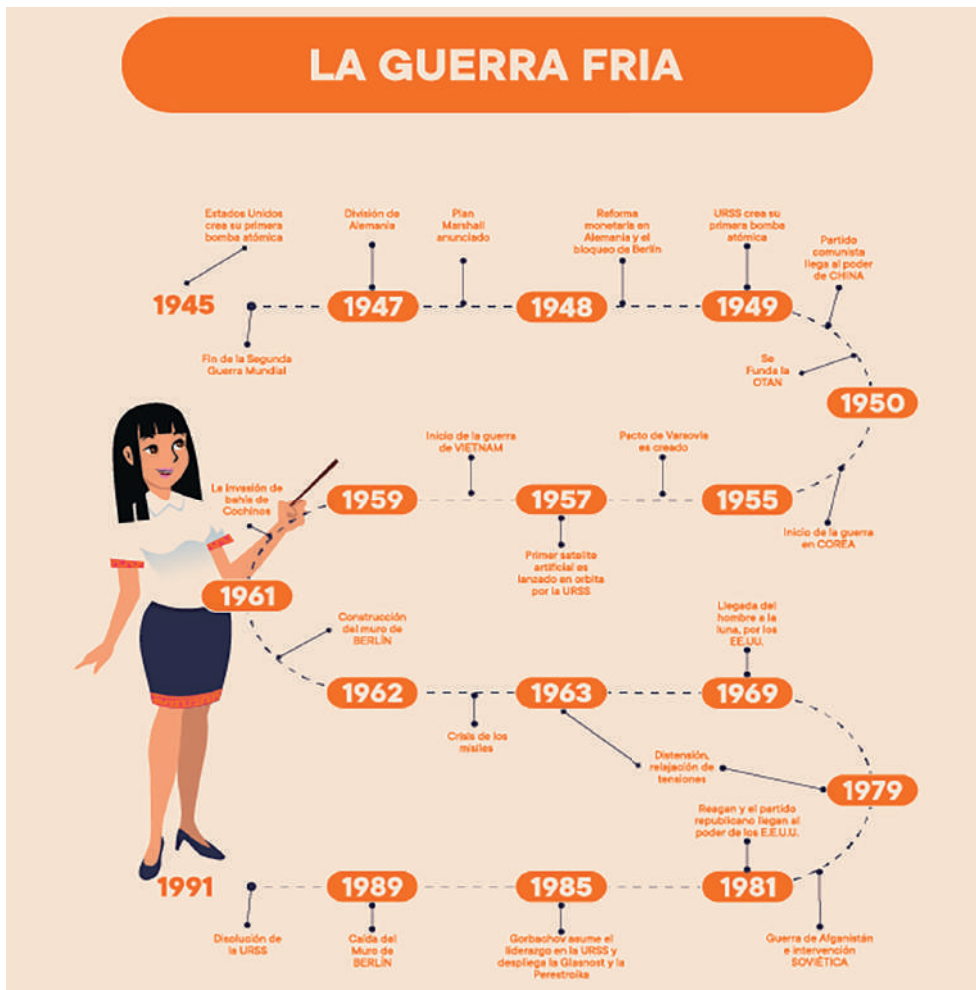 LA GUERRA FRIA
Estados Unidos
crea su primera
bomba atómica
División de
Alemania
Plan
Marshall
anunciado
Reforma
monetaria en
Alemania y el
bloqueo de Berlín
URSS crea su
primera bomba
atómica
Partido
comunista
llega al poder
de CHINA
1945
1947
1948
1949
Fin de la Segunda
Guerra Mundial
Se
Funda la
OTAN
1950
Inicio de la guerra
de VIETNAM
Pacto de Varsovia
es creado
La invasión de
bahía de
Cochinos
1959
1957
1955
Inicio de la guerra
en COREA
Primer satelite
artificial es
lanzado en orbita
por la URSS
1961
Construcción
del muro de
BERLÍN
Llegada del
hombre a la
luna, por los
EE.UU.
1962
1963
1969
Crisis de los
misiles
Distensión,
relajación de
tensiones
1979
Reagan y el partido
republicano llegan al
poder de los E.E.U.U.
1991
1989
1985
1981
Disolución de
la URSS
Caída del
Muro de
BERLÍN
Gorbachov asume el
liderazgo en la URSS y
despliega la Glasnost y la
Perestroika
Guerra de Afganistán
e intervención
SOVIÉTICA